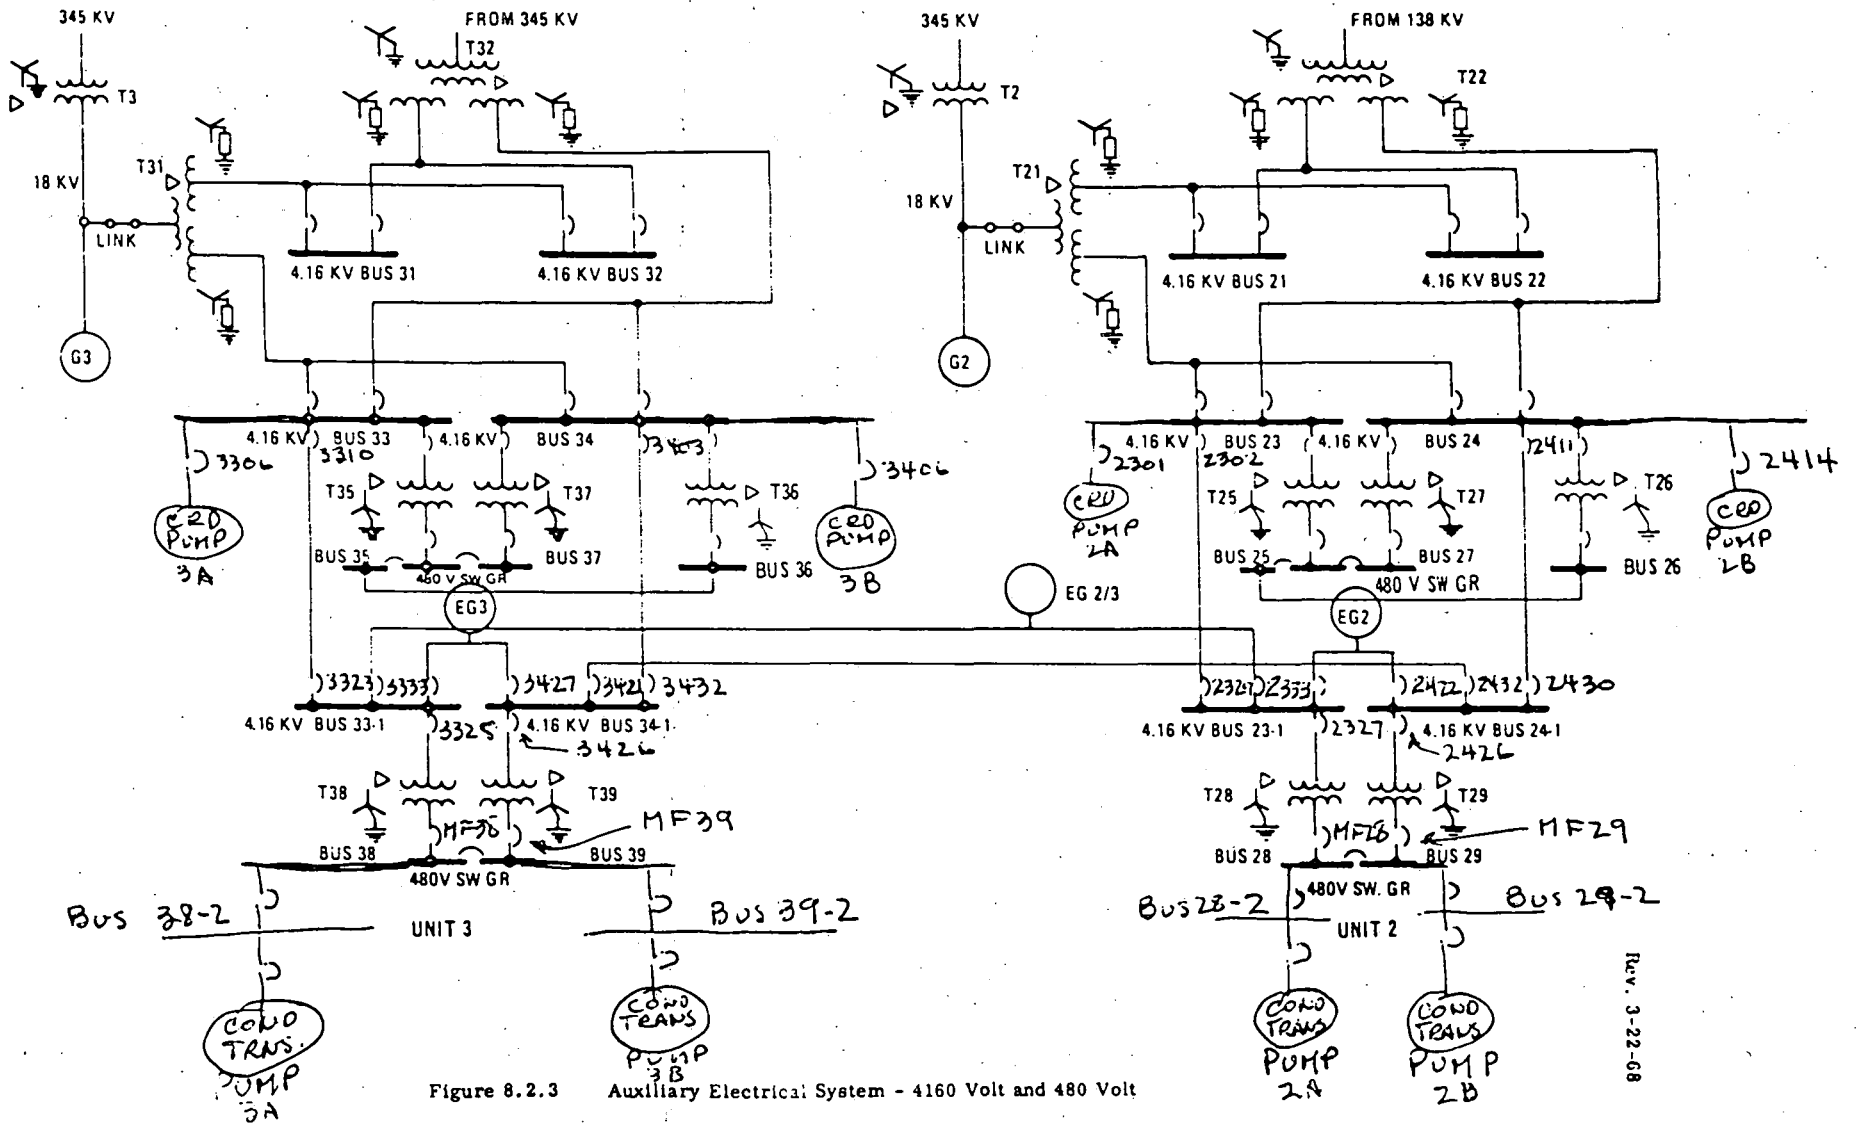 345 KV
FROM 345 KV
345 KV
FROM 138 KV
T32
T22
T3
T2
T31
T21
18 KV
18 KV
LINK
LINK
4.16 KV BUS 31
4.16 KV BUS 32
4.16 KV BUS 21
4.16 KV BUS 22
G3
G2
4.16 KV
BUS 33
4.16 KV
BUS 34
4.16 KV
BUS 23
4.16 KV
BUS 24
3306
3310
3403
3406
2301
2302
2411
2414
T35
T37
T36
T25
T27
T26
CRD
PUMP
3A
CRD
PUMP
3B
CRD
PUMP
2A
CRD
PUMP
2B
BUS 35
BUS 37
BUS 36
BUS 25
BUS 27
BUS 26
480 V SW GR
480 V SW GR
EG3
EG 2/3
EG2
3323
3333
3427
3421
3432
2333
2422
2432
2430
4.16 KV BUS 33-1
4.16 KV BUS 34-1
4.16 KV BUS 23-1
4.16 KV BUS 24-1
3325
3426
2327
2426
T38
T39
T28
T29
MF38
MF39
MF28
MF29
BUS 38
BUS 39
BUS 28
BUS 29
480V SW GR
480V SW. GR
Bus 38-2
UNIT 3
Bus 39-2
Bus 28-2
UNIT 2
Bus 29-2
COND
TRNS.
PUMP
3A
COND
TRANS
PUMP
3B
COND
TRANS
PUMP
2A
COND
TRANS
PUMP
2B
Rev. 3-22-68
Figure 8.2.3 Auxiliary Electrical System - 4160 Volt and 480 Volt